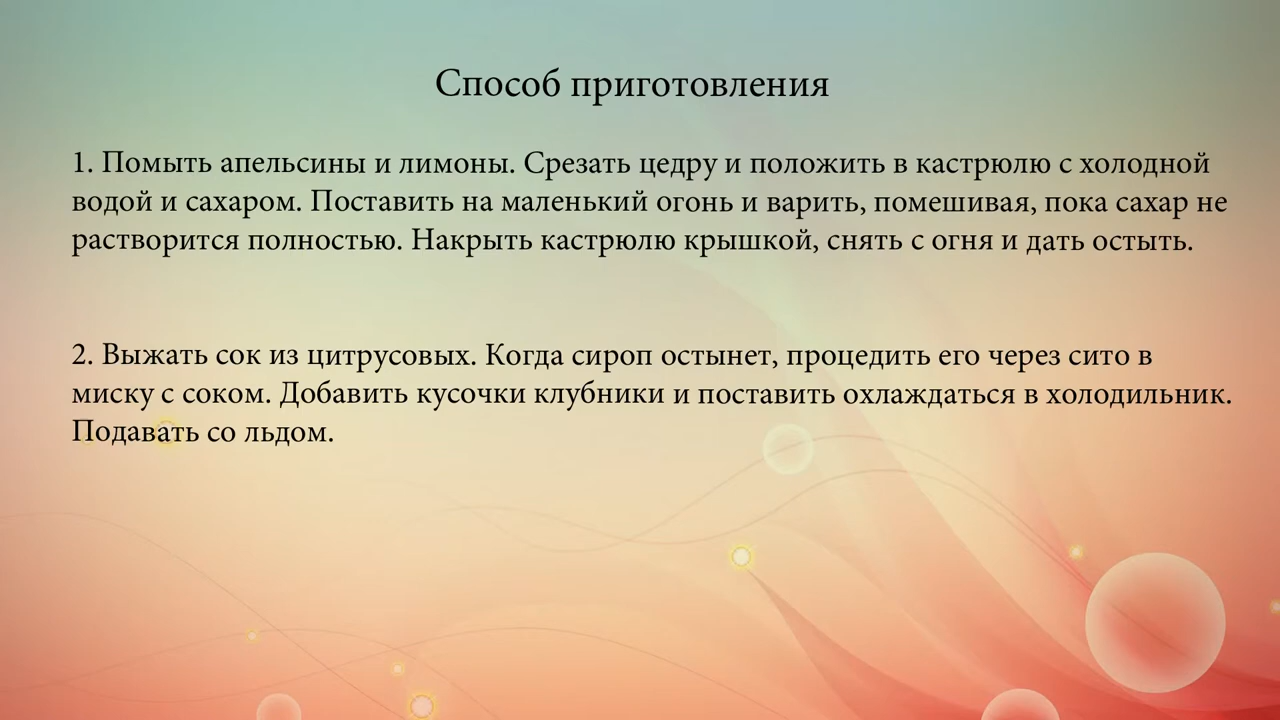 Способ приготовления
1. Помыть апельсины и лимоны. Срезать цедру и положить в кастрюлю с холодной
водой и сахаром. Поставить на маленький огонь и варить, помешивая, пока сахар не
растворится полностью. Накрыть кастрюлю крышкой, снять с огня и дать остыть.
2. Выжать сок из цитрусовых. Когда сироп остынет, процедить его через сито в
миску с соком. Добавить кусочки клубники и поставить охлаждаться в холодильник.
Подавать со льдом.